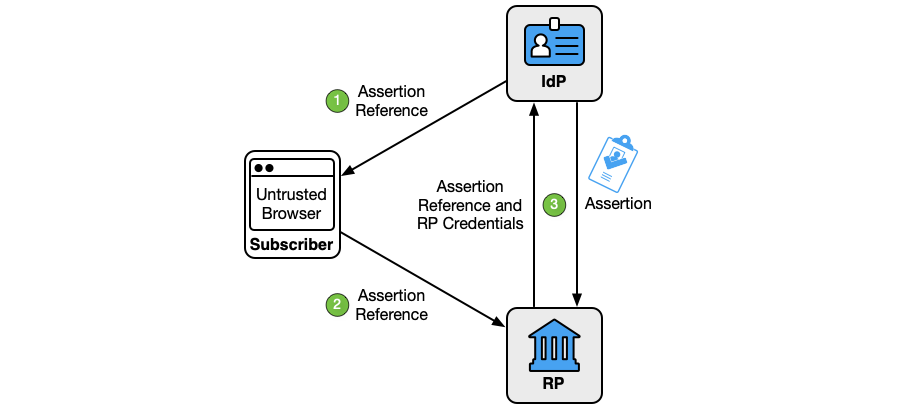 IdP
1
Assertion
Reference
Untrusted
Browser
Subscriber
Assertion
Reference and
RP Credentials
3
Assertion
2
Assertion
Reference
RP